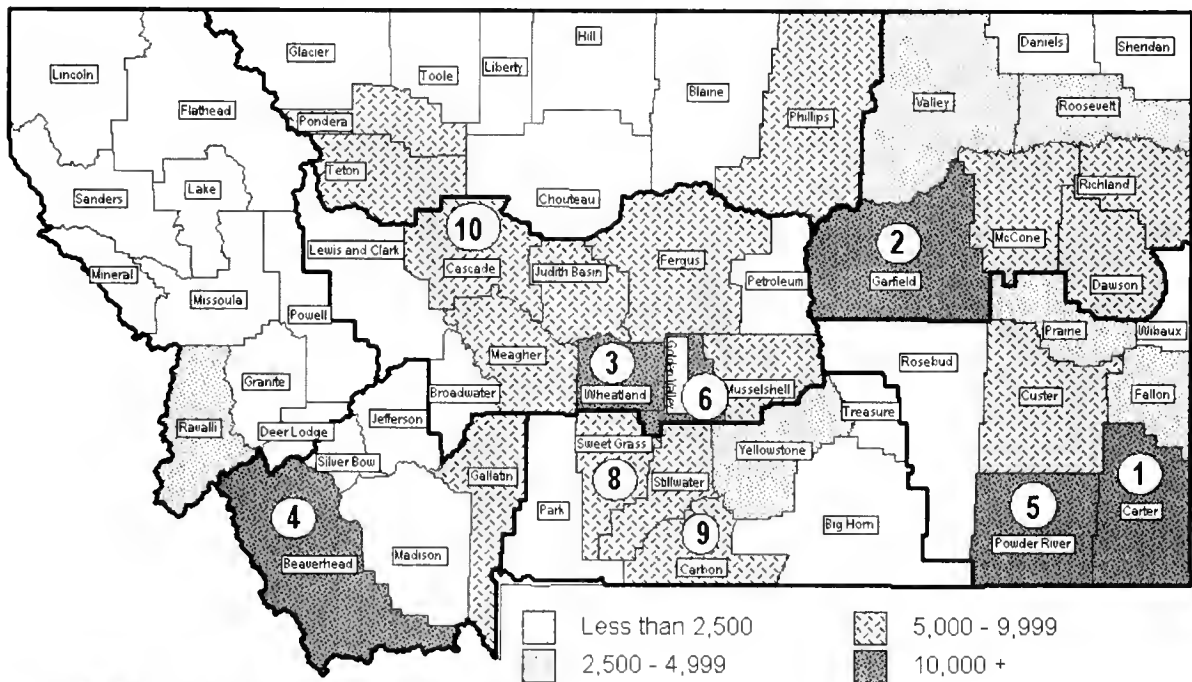 Hill
Daniels
Sheridan
Glacier
Lincoln
Toole
Liberty
Blaine
Flathead
Valley
Roosevelt
Phillips
Pondera
Teton
Lake
Sanders
Chouteau
Richland
10
2
McCone
Lewis and Clark
Cascade
Judith Basin
Fergus
Mineral
Missoula
Petroleum
Garfield
Dawson
Powell
Prairie
Wibaux
Meagher
3
Rosebud
Granite
Broadwater
Wheatland
6
Musselshell
Custer
Fallon
Jefferson
Treasure
Ravalli
Deer Lodge
Sweet Grass
Yellowstone
Silver Bow
Gallatin
8
Stillwater
1
4
Park
9
Big Horn
5
Carter
Powder River
Madison
Beaverhead
Carbon
Less than 2,500
5,000 - 9,999
2,500 - 4,999
10,000 +